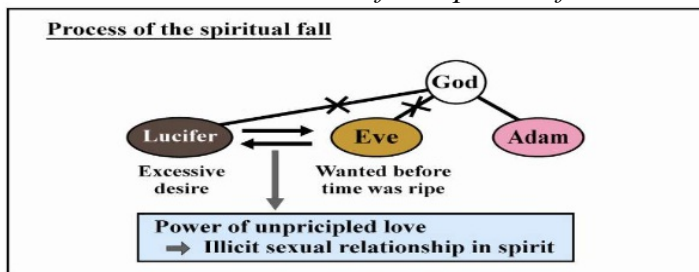 Process of the spiritual fall
God
Lucifer
Eve
Adam
Excessive
desire
Wanted before
time was ripe
Power of unpricipled love
Illicit sexual relationship in spirit